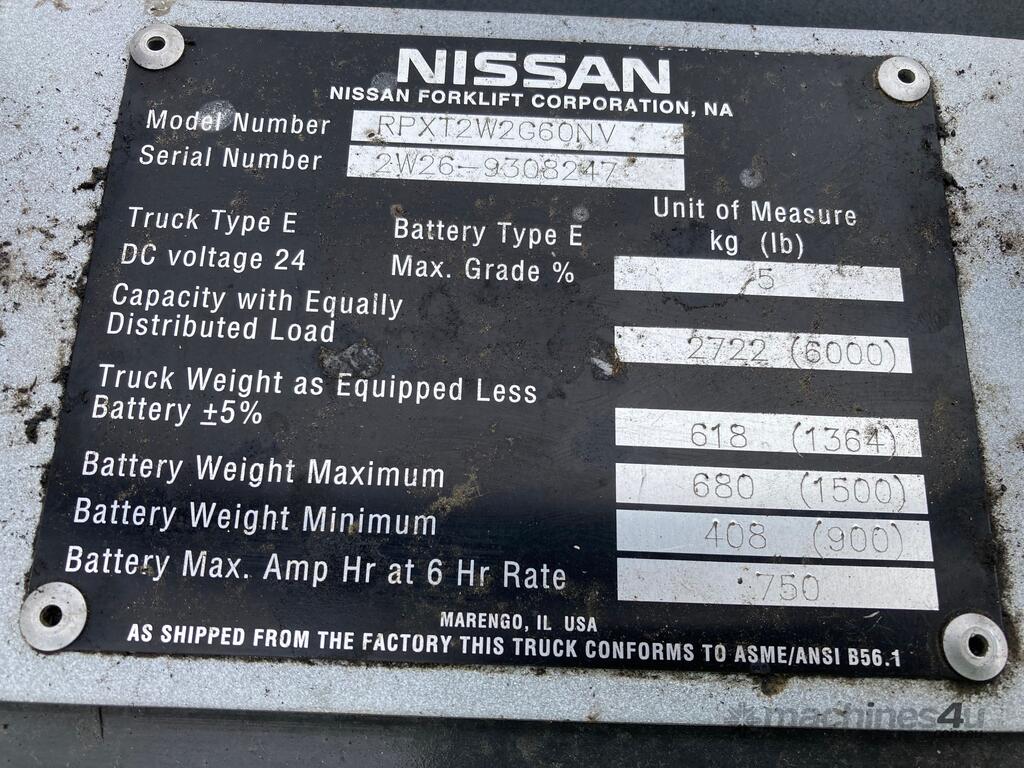 NISSAN
NISSAN FORKLIFT CORPORATION, NA
Model Number RPXT2W2G60NV
Serial Number 2W26-9308247
Truck Type E Battery Type E Unit of Measure
kg (lb)
DC voltage 24 Max. Grade % 5
Capacity with Equally
Distributed Load 2722 (6000)
Truck Weight as Equipped Less
Battery ±5% 618 (1364)
Battery Weight Maximum 680 (1500)
Battery Weight Minimum 408 (900)
Battery Max. Amp Hr at 6 Hr Rate 750
MARENGO, IL USA
AS SHIPPED FROM THE FACTORY THIS TRUCK CONFORMS TO ASME/ANSI B56.1
machines4u